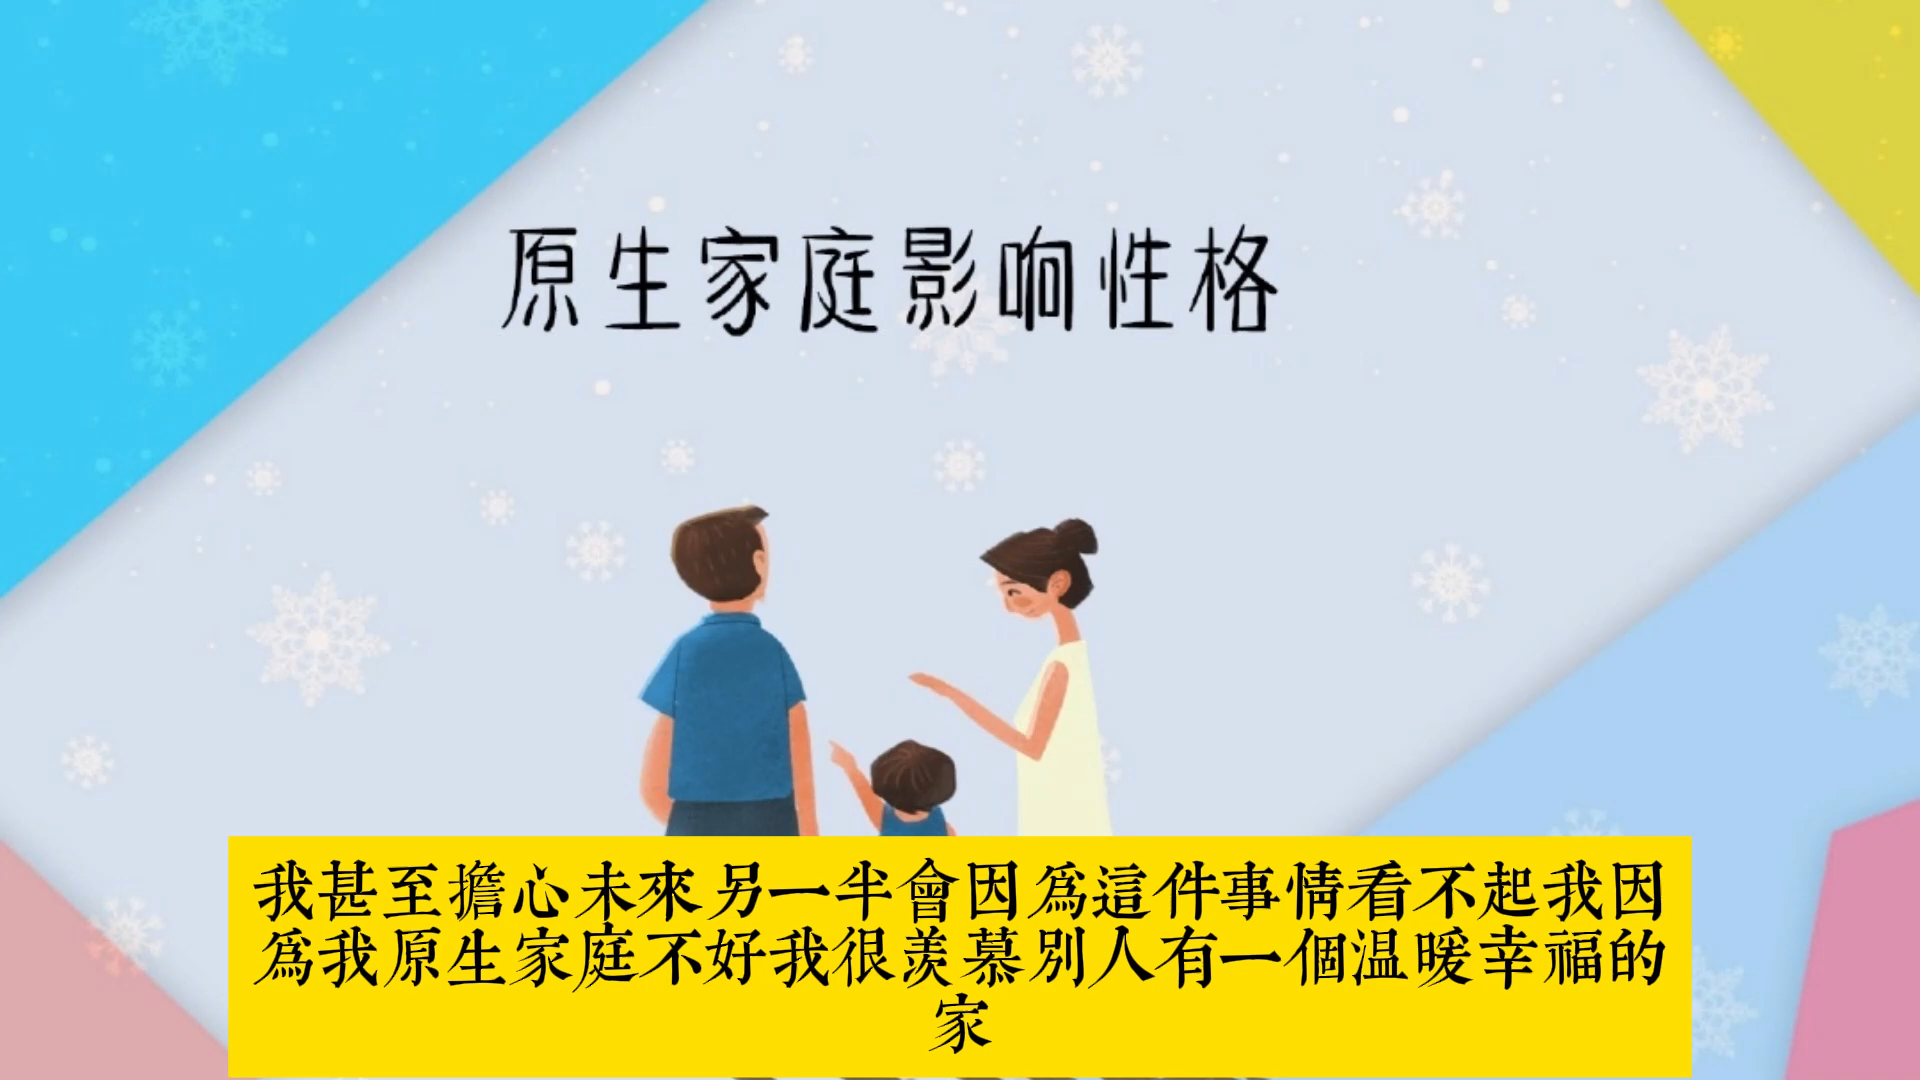 原生家庭影响性格
我甚至擔心未來另一半會因爲這件事情看不起我因
爲我原生家庭不好我很羨慕別人有一個温暖幸福的
家